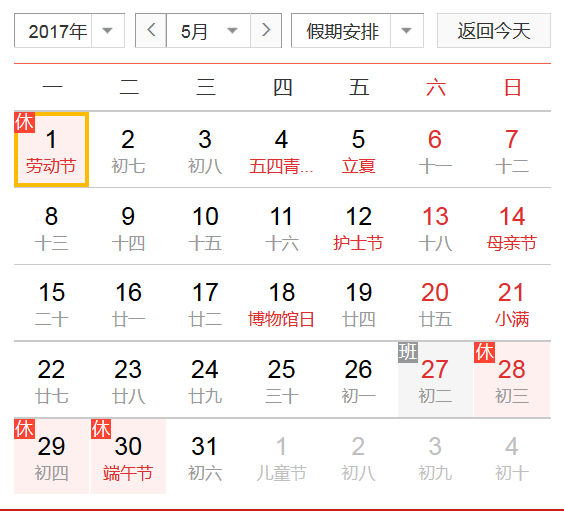 2017年 5月 假期安排 返回今天
一 二 三 四 五 六 日
休
1 2 3 4 5 6 7
劳动节 初七 初八 五四青... 立夏 十一 十二
8 9 10 11 12 13 14
十三 十四 十五 十六 护士节 十八 母亲节
15 16 17 18 19 20 21
二十 廿一 廿二 博物馆日 廿四 廿五 小满
班 休
22 23 24 25 26 27 28
廿七 廿八 廿九 三十 初一 初二 初三
休 休
29 30 31 1 2 3 4
初四 端午节 初六 儿童节 初八 初九 初十